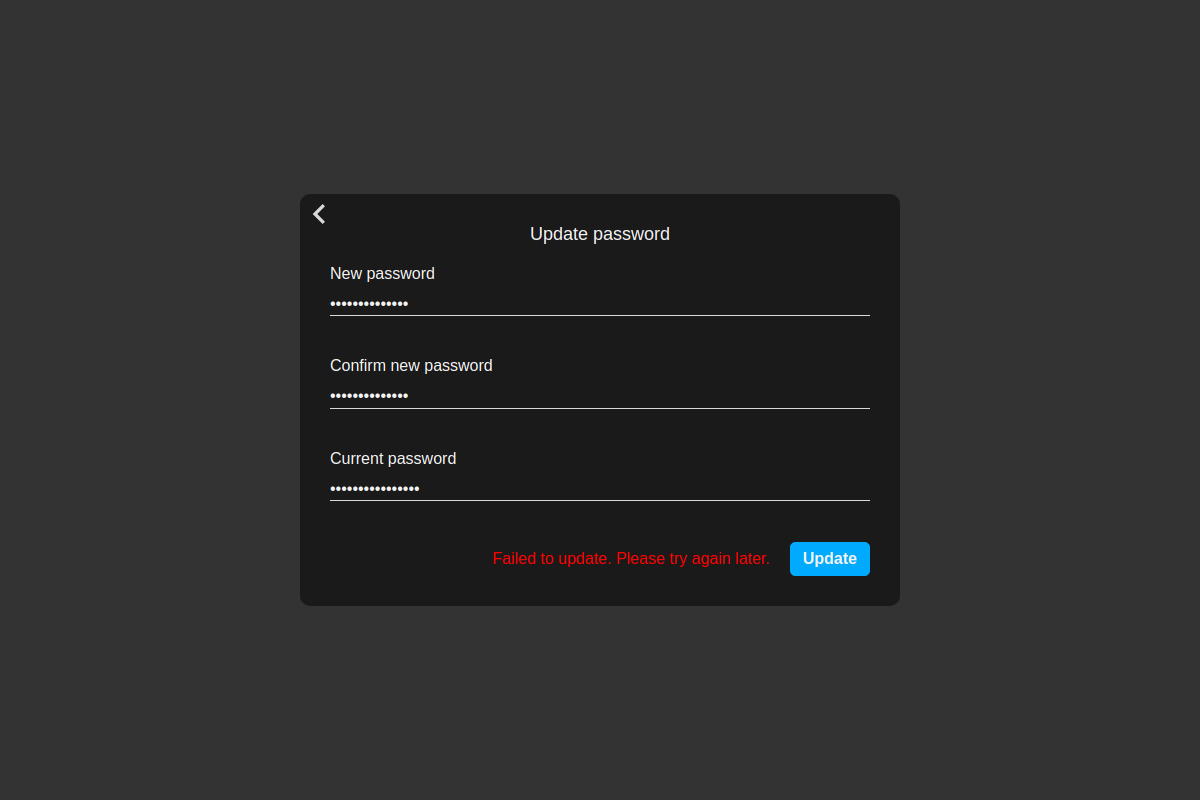 Update password
New password
••••••••••••••
Confirm new password
••••••••••••••
Current password
••••••••••••••••
Failed to update. Please try again later.
Update